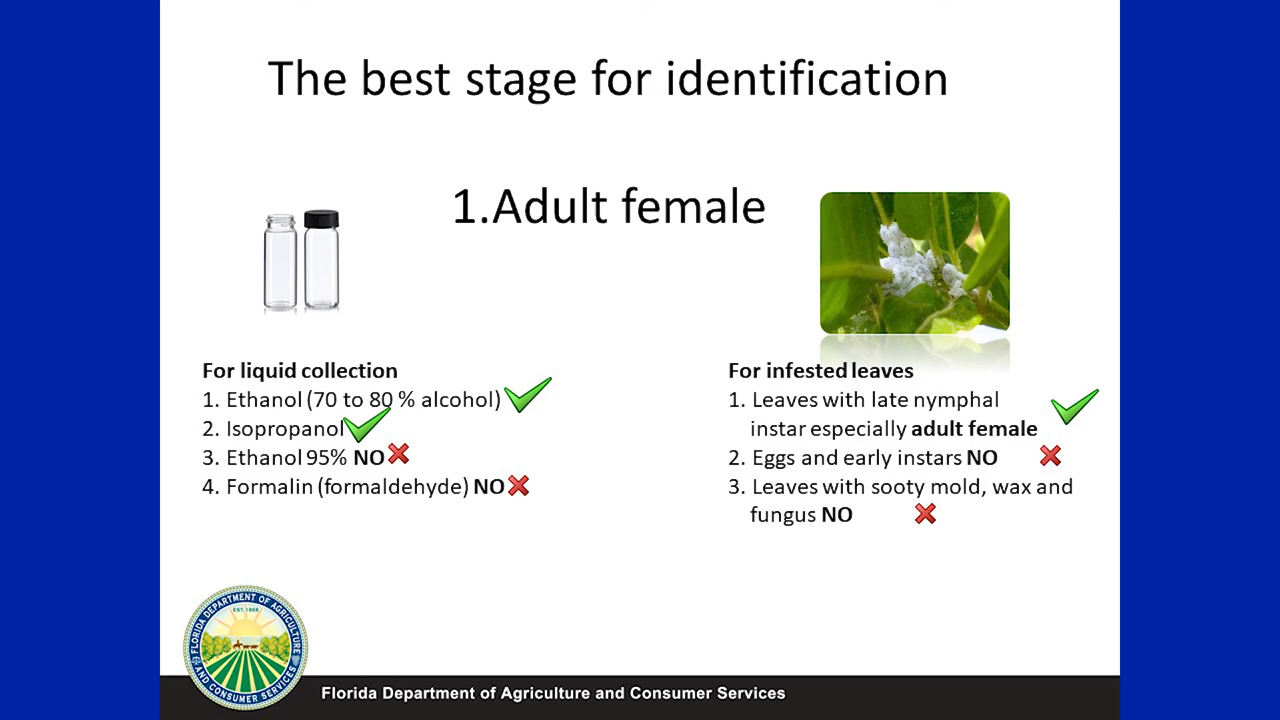 The best stage for identification
1.Adult female
For liquid collection
1. Ethanol (70 to 80 % alcohol)
2. Isopropanol
3. Ethanol 95% NO
4. Formalin (formaldehyde) NO
For infested leaves
1. Leaves with late nymphal
instar especially adult female
2. Eggs and early instars NO
3. Leaves with sooty mold, wax and
fungus NO
FLORIDA DEPARTMENT OF AGRICULTURE
AND CONSUMER SERVICES
EST. 1868
Florida Department of Agriculture and Consumer Services